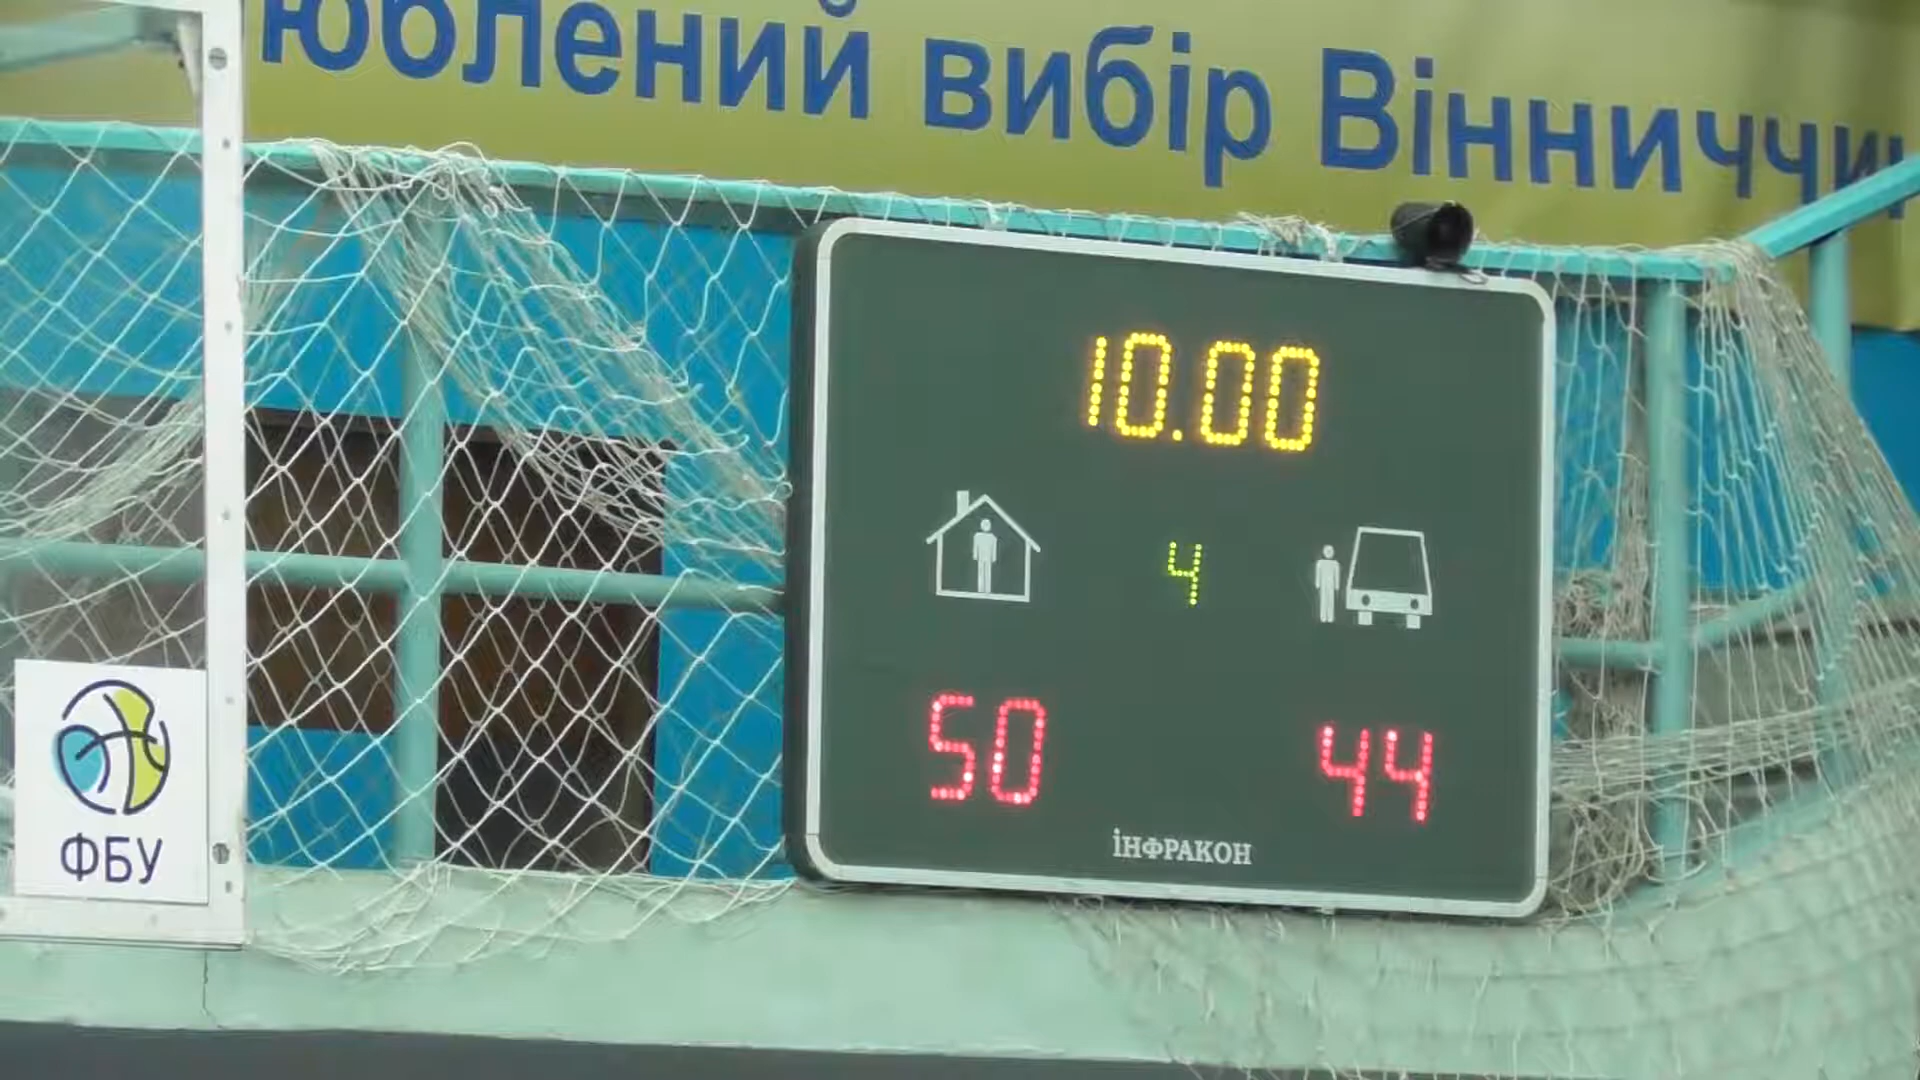 юблений вибір Вінниччи
10.00
4
50 44
інфракон
ФБУ